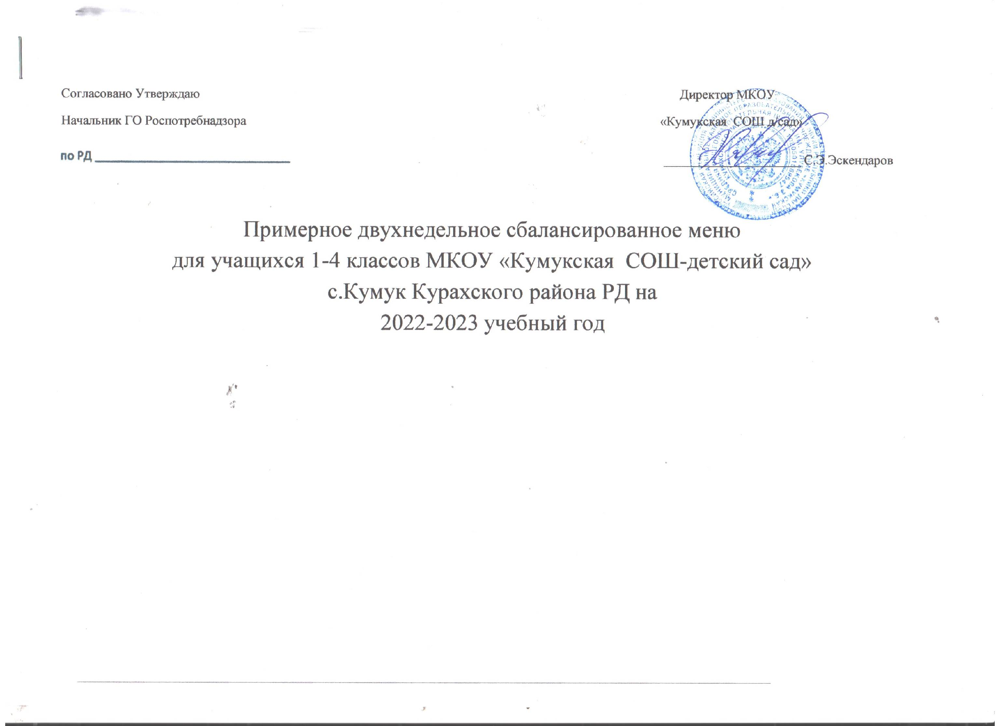 Согласовано Утверждаю
Директор МКОУ
Начальник ГО Роспотребнадзора
«Кумукская СОШ д/сад»
по РД ______________________________
______________________ С.Э.Эскендаров
Примерное двухнедельное сбалансированное меню
для учащихся 1-4 классов МКОУ «Кумукская СОШ-детский сад»
с.Кумук Курахского района РД на
2022-2023 учебный год